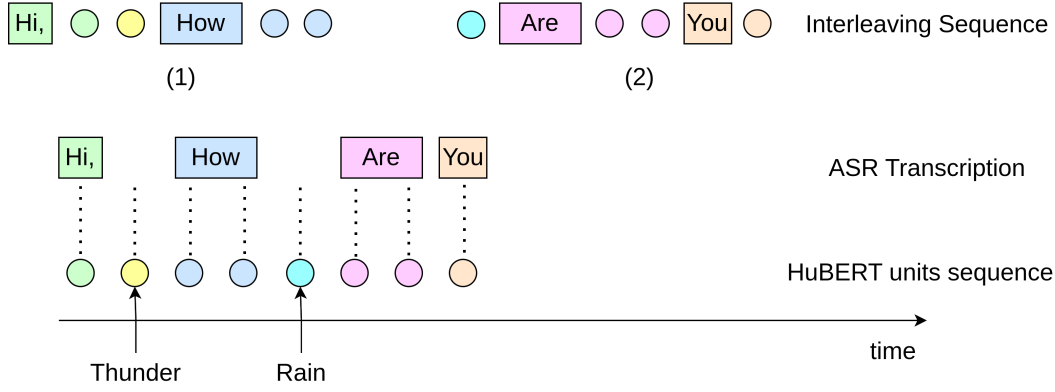 Hi, How Are You Interleaving Sequence
(1) (2)
Hi, How Are You ASR Transcription
HuBERT units sequence
time
Thunder Rain